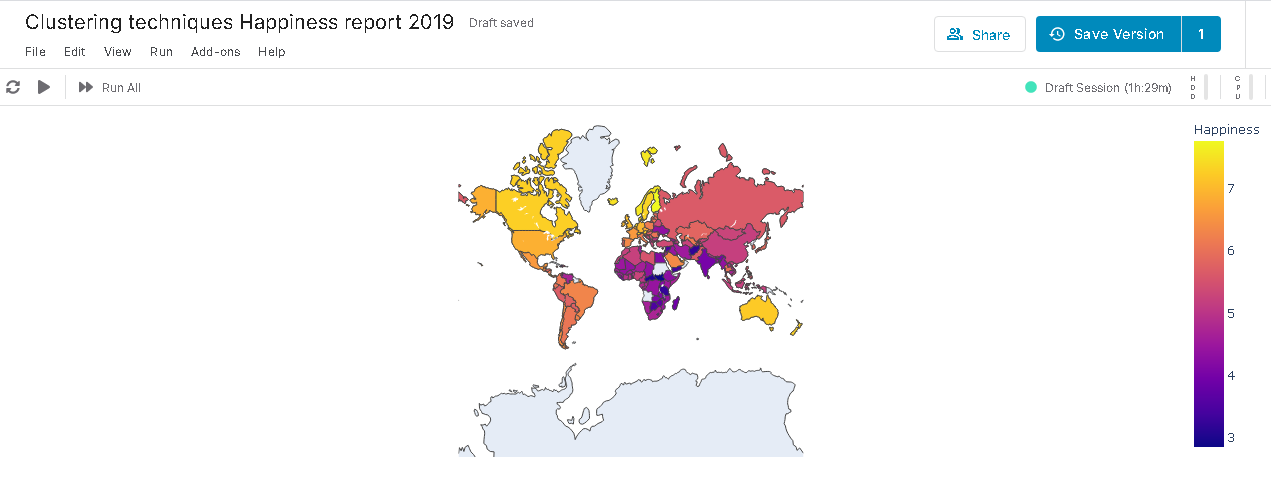 Clustering techniques Happiness report 2019 Draft saved
Share
Save Version 1
File Edit View Run Add-ons Help
Run All
Draft Session (1h:29m)
HDD
CPU
Happiness
7
6
5
4
3